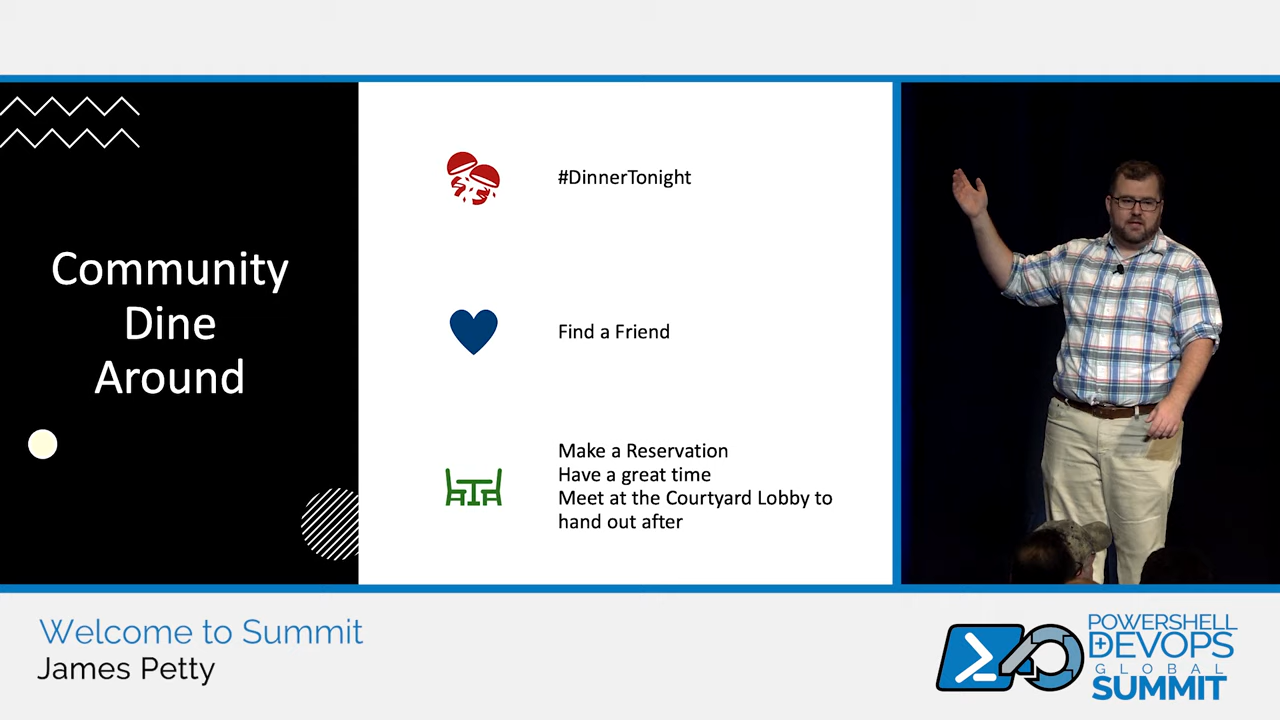 Community
Dine
Around
#DinnerTonight
Find a Friend
Make a Reservation
Have a great time
Meet at the Courtyard Lobby to
hand out after
Welcome to Summit
James Petty
POWERSHELL
+DEVOPS
GLOBAL
SUMMIT